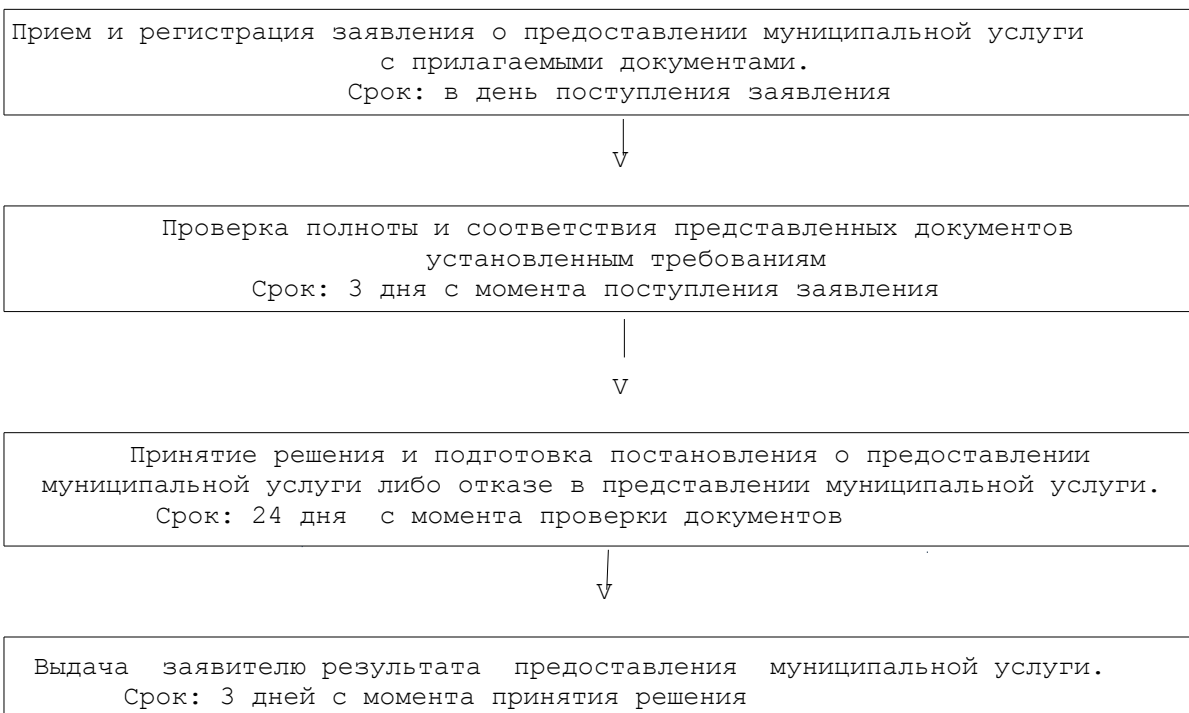 Прием и регистрация заявления о предоставлении муниципальной услуги
с прилагаемыми документами.
Срок: в день поступления заявления
V
Проверка полноты и соответствия представленных документов
установленным требованиям
Срок: 3 дня с момента поступления заявления
V
Принятие решения и подготовка постановления о предоставлении
муниципальной услуги либо отказе в представлении муниципальной услуги.
Срок: 24 дня с момента проверки документов
V
Выдача заявителю результата предоставления муниципальной услуги.
Срок: 3 дней с момента принятия решения